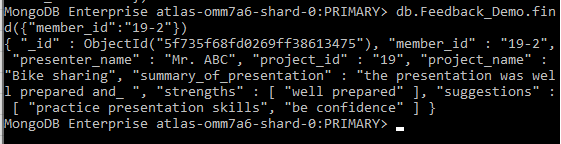 MongoDB Enterprise atlas-omm7a6-shard-0:PRIMARY> db.Feedback_Demo.fin
d({"member_id":"19-2"})
{ "_id" : ObjectId("5f735f68fd0269ff38613475"), "member_id" : "19-2",
 "presenter_name" : "Mr. ABC", "project_id" : "19", "project_name" :
"Bike sharing", "summary_of_presentation" : "the presentation was wel
l prepared and_ ", "strengths" : [ "well prepared" ], "suggestions" :
 [ "practice presentation skills", "be confidence" ] }
MongoDB Enterprise atlas-omm7a6-shard-0:PRIMARY> _